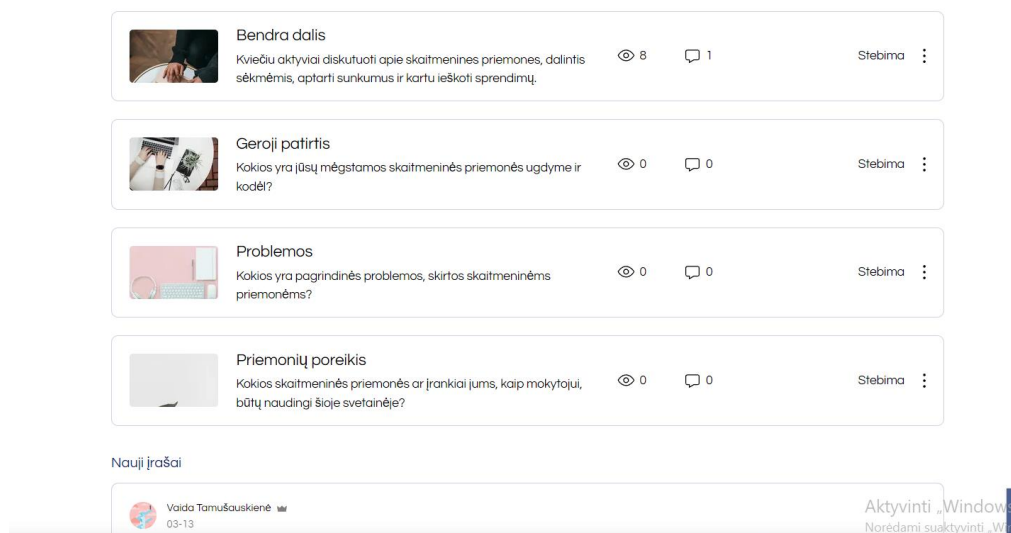 Bendra dalis
Kviečiu aktyviai diskutuoti apie skaitmenines priemones, dalintis
sėkmėmis, aptarti sunkumus ir kartu ieškoti sprendimų.
8
1
Stebima
Geroji patirtis
Kokios yra jūsų mėgstamos skaitmeninės priemonės ugdyme ir
kodėl?
0
0
Stebima
Problemos
Kokios yra pagrindinės problemos, skirtos skaitmeninėms
priemonėms?
0
0
Stebima
Priemonių poreikis
Kokios skaitmeninės priemonės ar įrankiai jums, kaip mokytojui,
būtų naudingi šioje svetainėje?
0
0
Stebima
Nauji įrašai
Vaida Tamušauskienė
03-13
Aktyvinti „Windows
Norėdami suaktyvinti